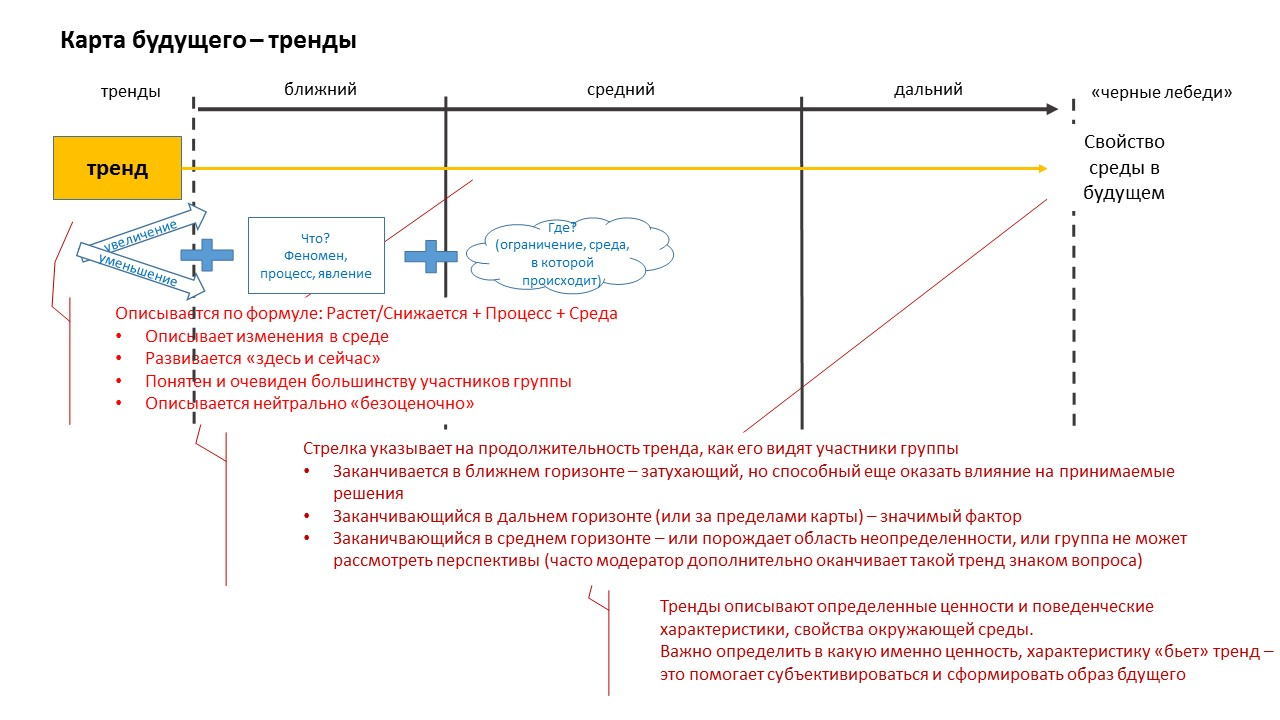 Карта будущего – тренды
тренды
ближний
средний
дальний
«черные лебеди»
тренд
Свойство
среды в
будущем
увеличение
уменьшение
Что?
Феномен,
процесс, явление
Где?
(ограничение, среда,
в которой
происходит)
Описывается по формуле: Растет/Снижается + Процесс + Среда
• Описывает изменения в среде
• Развивается «здесь и сейчас»
• Понятен и очевиден большинству участников группы
• Описывается нейтрально «безоценочно»
Стрелка указывает на продолжительность тренда, как его видят участники группы
• Заканчивается в ближнем горизонте – затухающий, но способный еще оказать влияние на принимаемые
решения
• Заканчивающийся в дальнем горизонте (или за пределами карты) – значимый фактор
• Заканичвающийся в среднем горизонте – или порождает область неопределенности, или группа не может
рассмотреть перспективы (часто модератор дополнительно оканчивает такой тренд знаком вопроса)
Тренды описывают определенные ценности и поведенческие
характеристики, свойства окружающей среды.
Важно определить в какую именно ценность, характеристику «бьет» тренд –
это помогает субъективироваться и сформировать образ бдущего